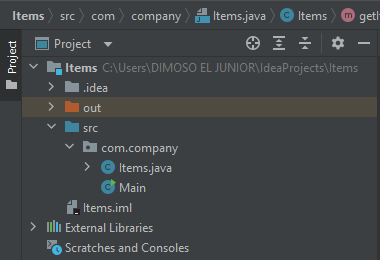 Items src com company Items.java Items getI
Project
Project
Items C:\Users\DIMOSO EL JUNIOR\IdeaProjects\Items
.idea
out
src
com.company
Items.java
Main
Items.iml
External Libraries
Scratches and Consoles